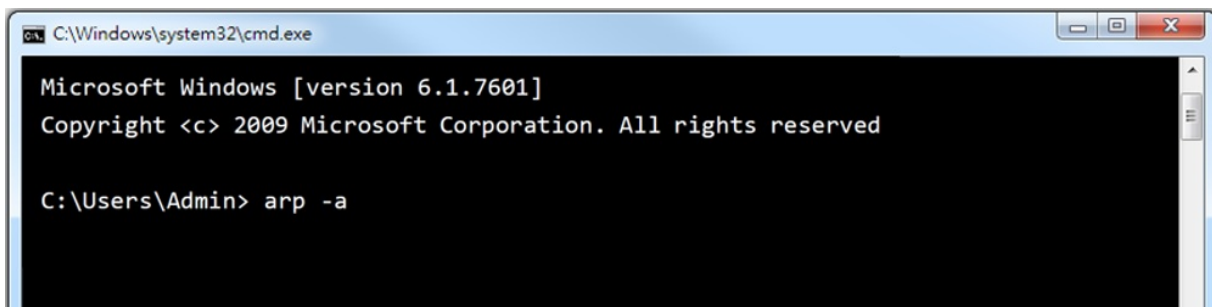 C:\Windows\system32\cmd.exe
Microsoft Windows [version 6.1.7601]
Copyright <c> 2009 Microsoft Corporation. All rights reserved
C:\Users\Admin> arp -a